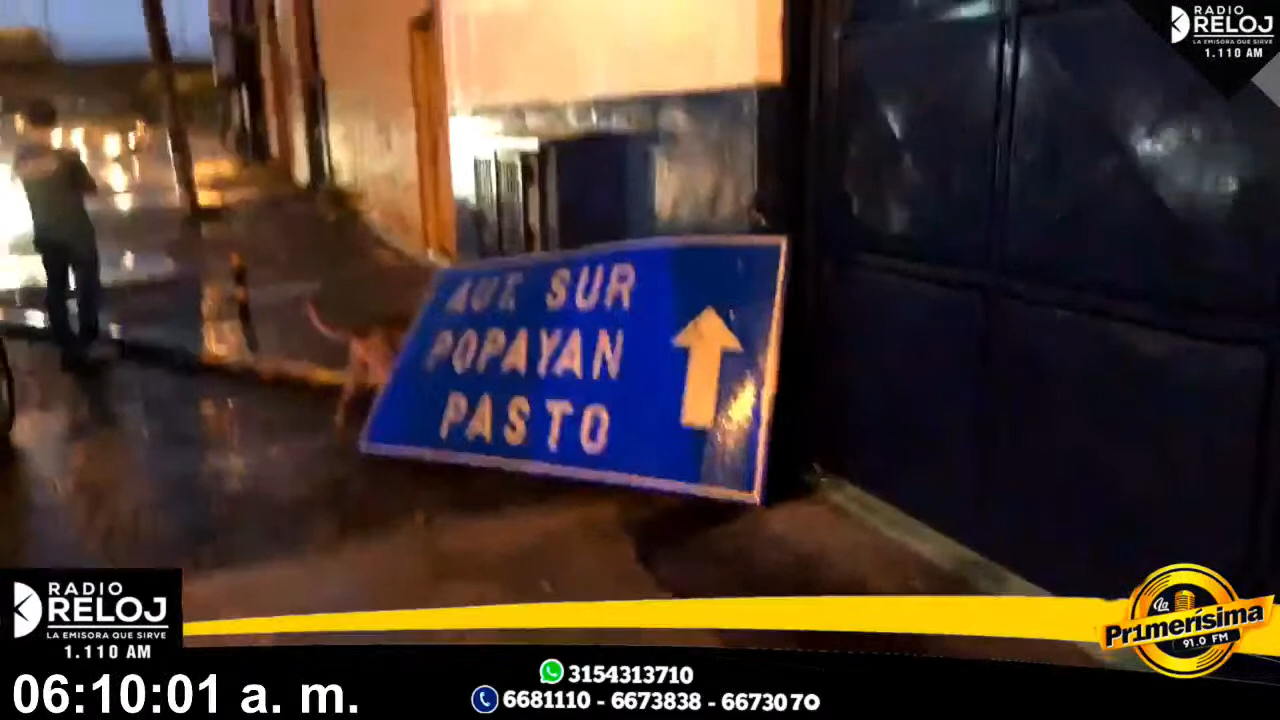 RADIO
RELOJ
LA EMISORA QUE SIRVE
1.110 AM
AUT. SUR
POPAYAN
PASTO
RADIO
RELOJ
LA EMISORA QUE SIRVE
1.110 AM
La
Pr1merísima
91.0 FM
06:10:01 a. m.
3154313710
6681110 - 6673838 - 6673070